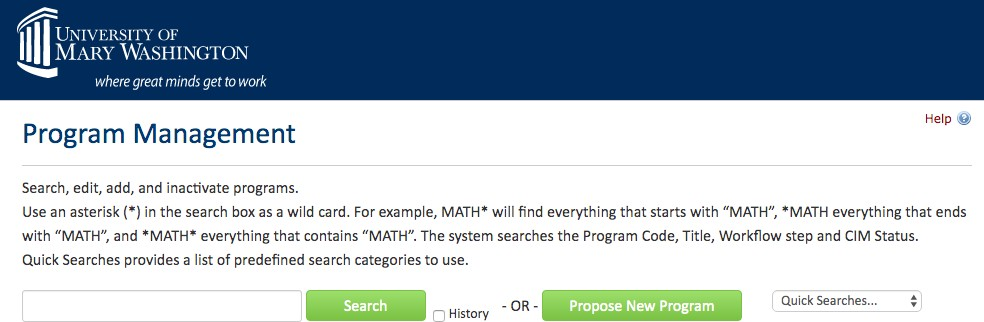 UNIVERSITY OF
MARY WASHINGTON
where great minds get to work
Help
Program Management
Search, edit, add, and inactivate programs.
Use an asterisk (*) in the search box as a wild card. For example, MATH* will find everything that starts with “MATH”, *MATH everything that ends
with “MATH”, and *MATH* everything that contains “MATH”. The system searches the Program Code, Title, Workflow step and CIM Status.
Quick Searches provides a list of predefined search categories to use.
Search History - OR - Propose New Program Quick Searches...